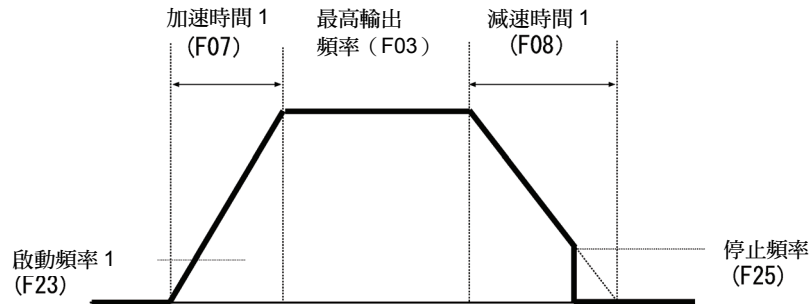 加速時間 1
(F07)
最高輸出
頻率(F03)
減速時間 1
(F08)
啟動頻率 1
(F23)
停止頻率
(F25)